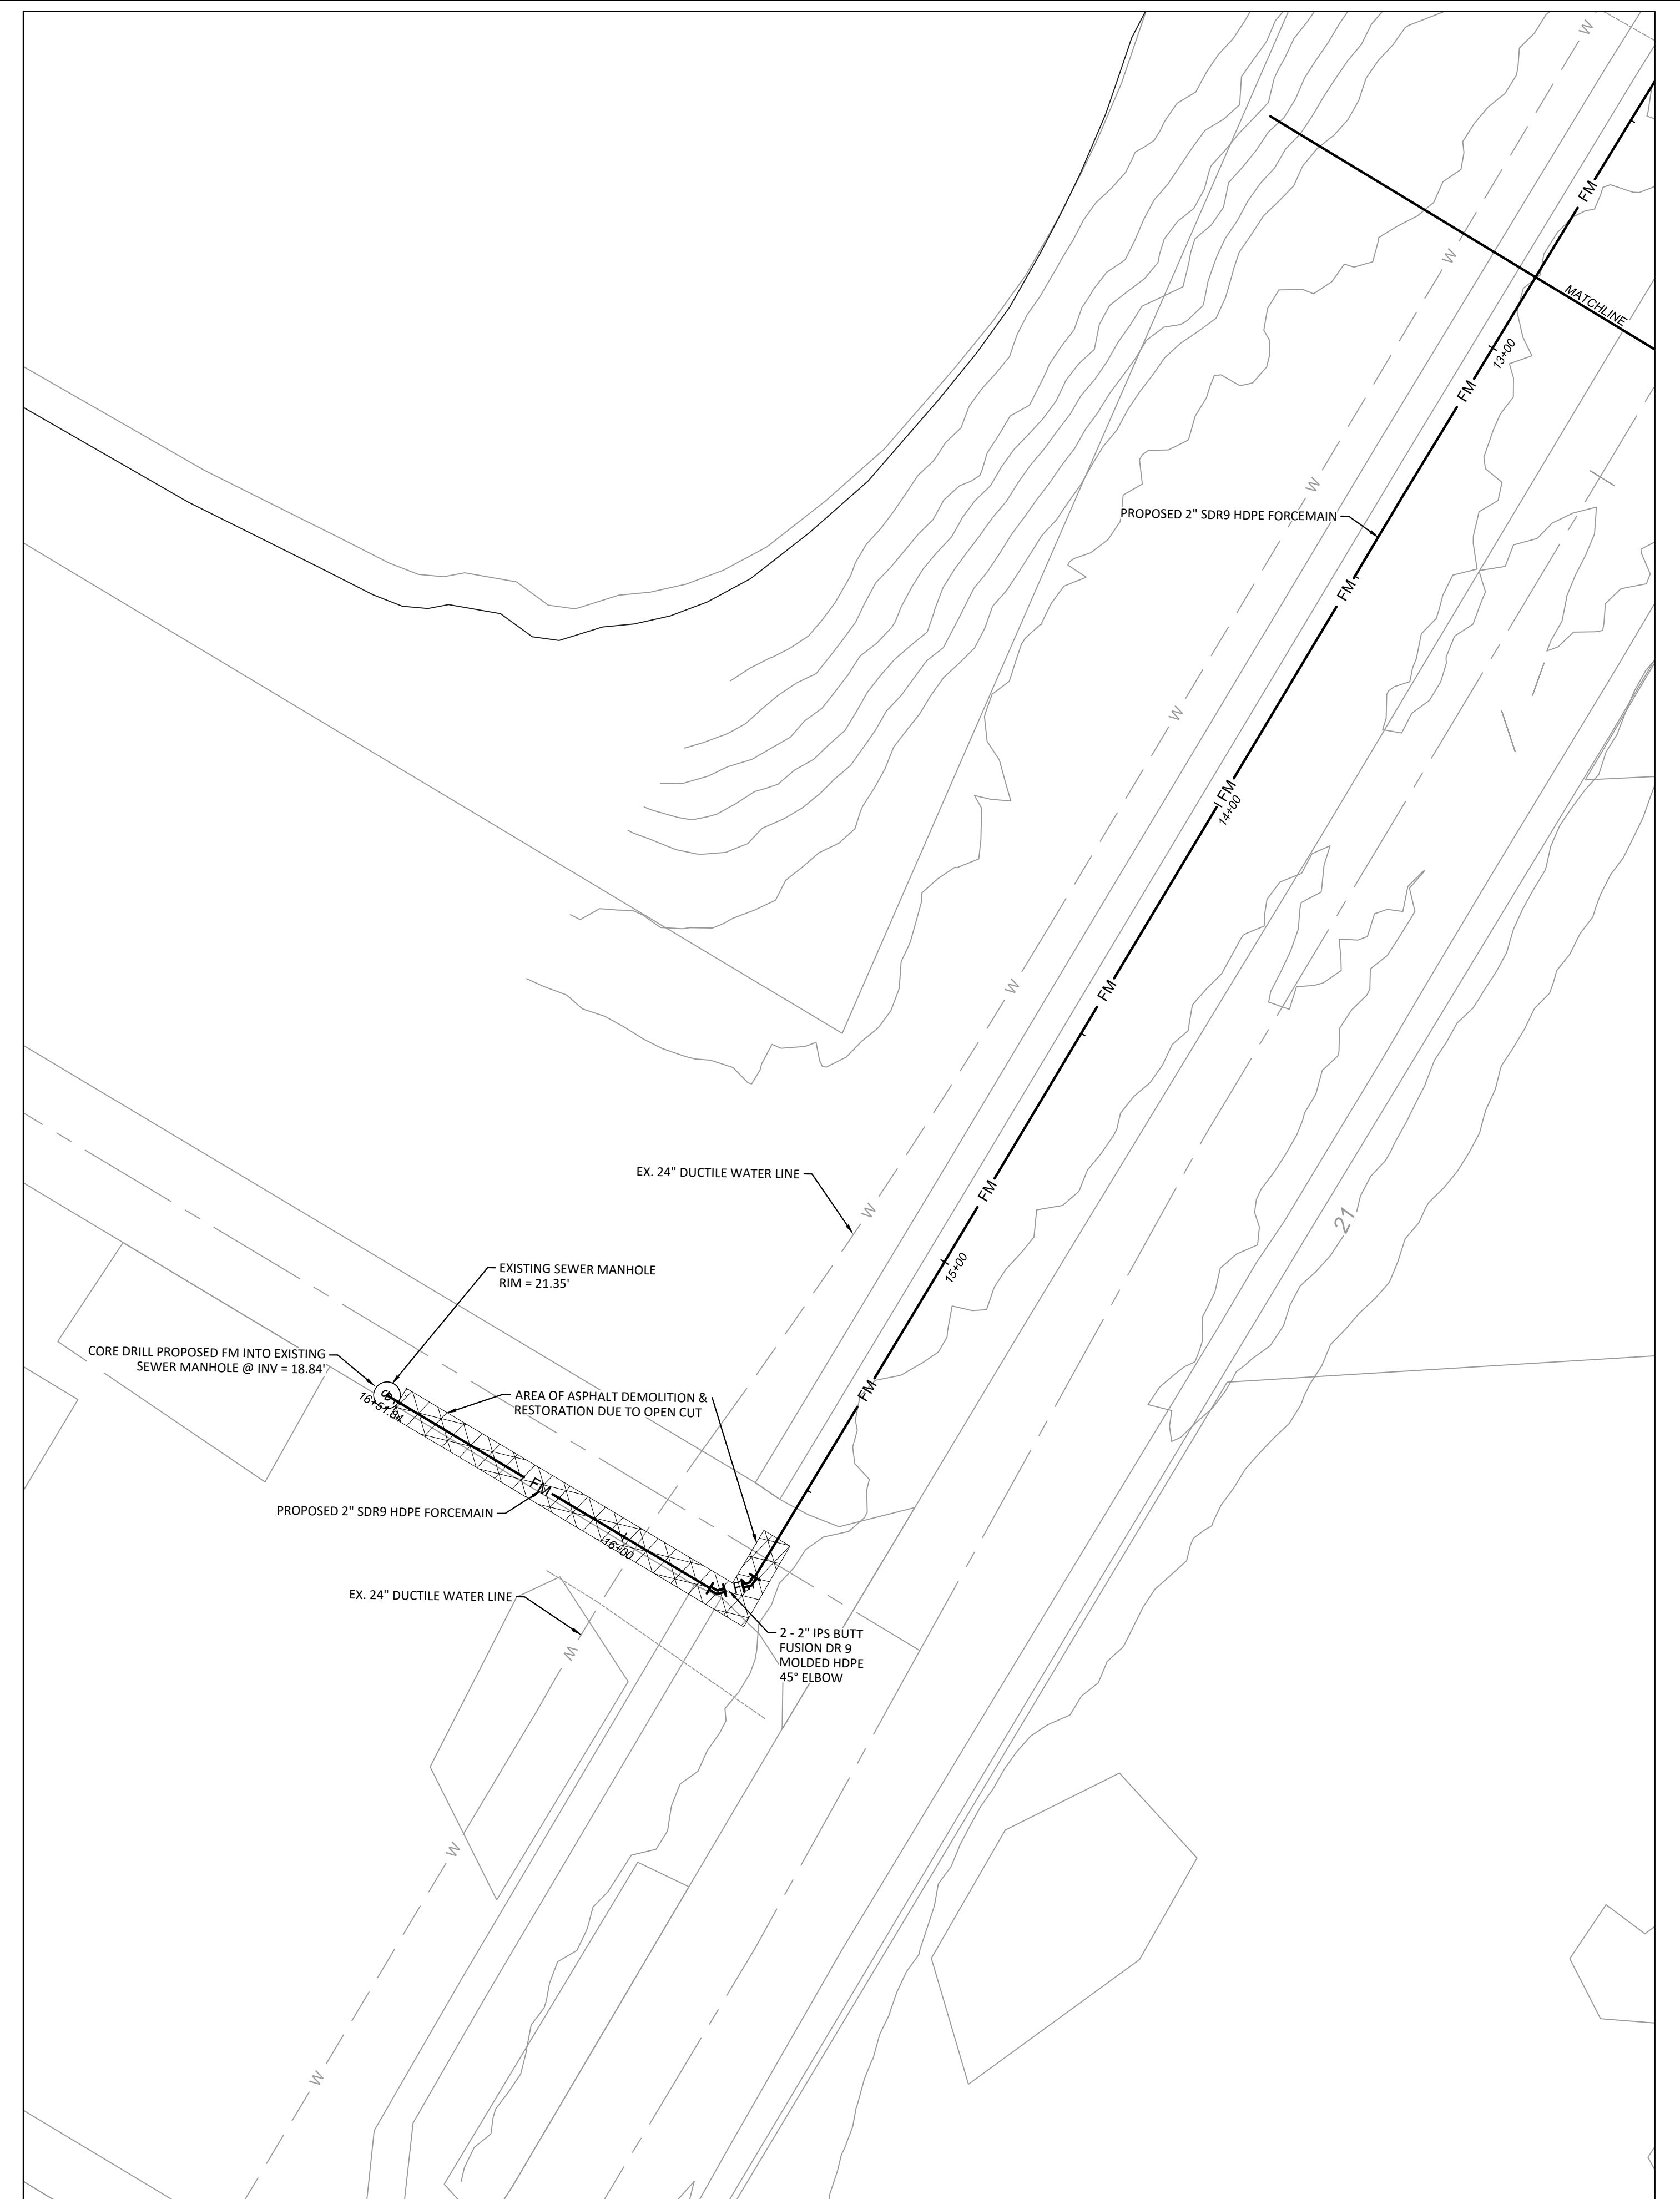 W
FM
W
MATCHLINE
13+00
FM
W
PROPOSED 2" SDR9 HDPE FORCEMAIN
FM
W
FM
14+00
W
FM
EX. 24" DUCTILE WATER LINE
FM
W
21
15+00
EXISTING SEWER MANHOLE
RIM = 21.35'
CORE DRILL PROPOSED FM INTO EXISTING
SEWER MANHOLE @ INV = 18.84'
FM
16+51.84
AREA OF ASPHALT DEMOLITION &
RESTORATION DUE TO OPEN CUT
FM
PROPOSED 2" SDR9 HDPE FORCEMAIN
16+00
EX. 24" DUCTILE WATER LINE
2 - 2" IPS BUTT
FUSION DR 9
MOLDED HDPE
45° ELBOW
W
W
W